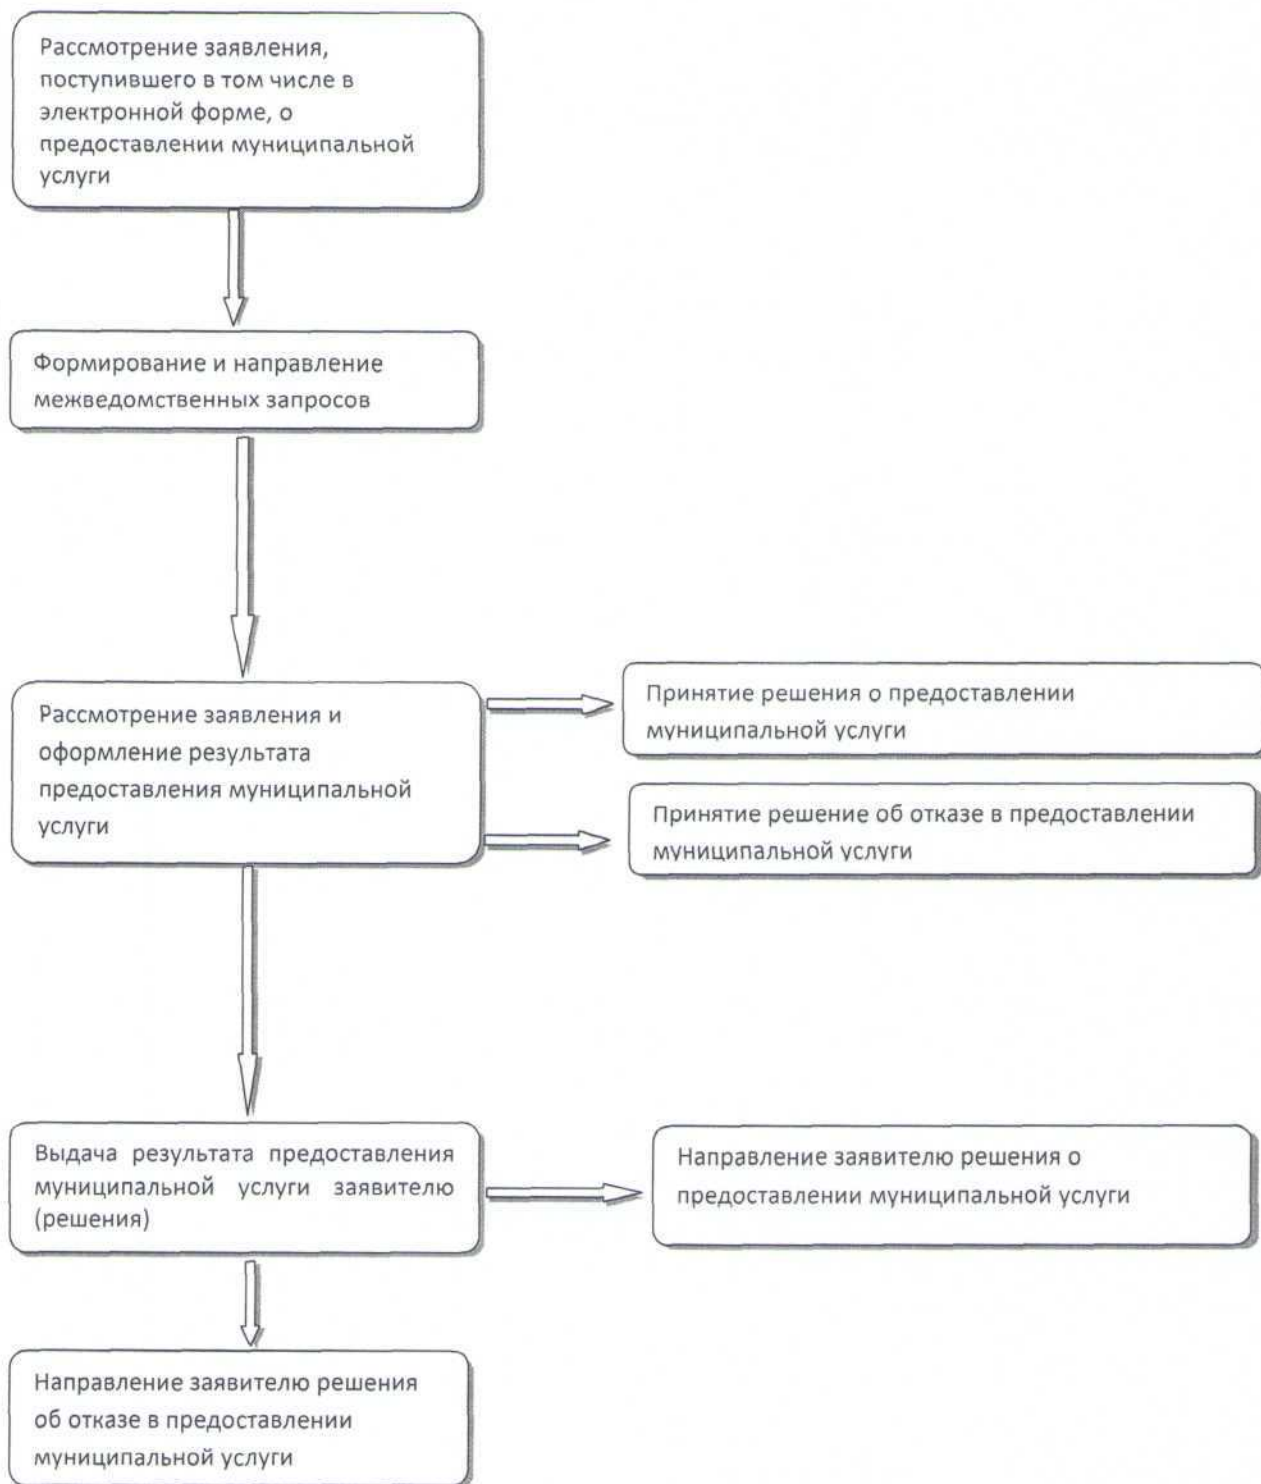 Рассмотрение заявления,
поступившего в том числе в
электронной форме, о
предоставлении муниципальной
услуги
Формирование и направление
межведомственных запросов
Рассмотрение заявления и
оформление результата
предоставления муниципальной
услуги
Принятие решения о предоставлении
муниципальной услуги
Принятие решение об отказе в предоставлении
муниципальной услуги
Выдача результата предоставления
муниципальной услуги заявителю
(решения)
Направление заявителю решения о
предоставлении муниципальной услуги
Направление заявителю решения
об отказе в предоставлении
муниципальной услуги